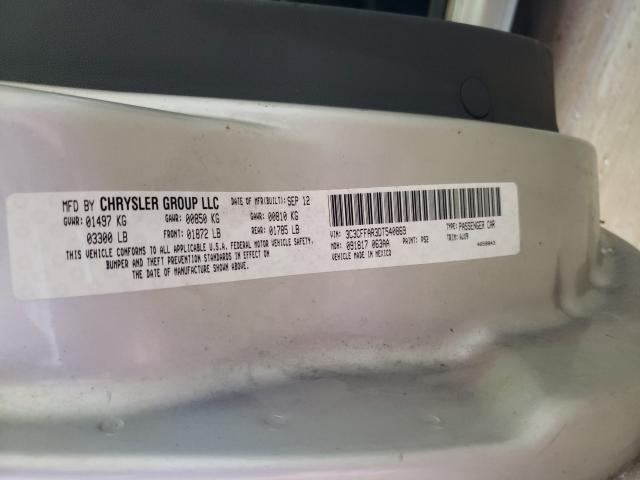 MFD BY CHRYSLER GROUP LLC DATE OF MFR(BUILT): SEP 12
GVWR: 01497 KG GAWR: 00850 KG GAWR: 00810 KG
03300 LB FRONT: 01872 LB REAR: 01785 LB
THIS VEHICLE CONFORMS TO ALL APPLICABLE U.S.A. FEDERAL MOTOR VEHICLE SAFETY,
BUMPER AND THEFT PREVENTION STANDARDS IN EFFECT ON
THE DATE OF MANUFACTURE SHOWN ABOVE.
VIN: 3C3CFFAR3DT540869 TYPE: PASSENGER CAR
MDH: 091817 063AA PAINT: PS2 TRIM:
VEHICLE MADE IN MEXICO